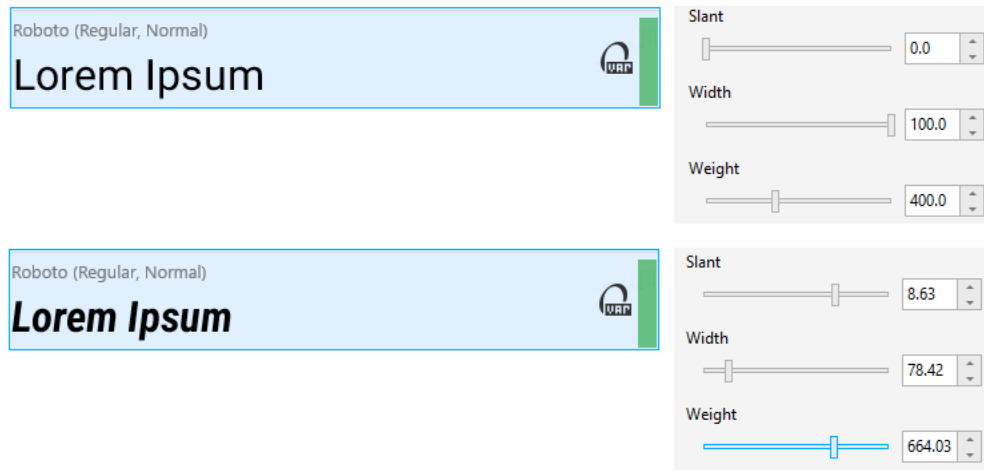 Roboto (Regular, Normal)
Lorem Ipsum
VAR
Slant
0.0
Width
100.0
Weight
400.0
Roboto (Regular, Normal)
Lorem Ipsum
VAR
Slant
8.63
Width
78.42
Weight
664.03